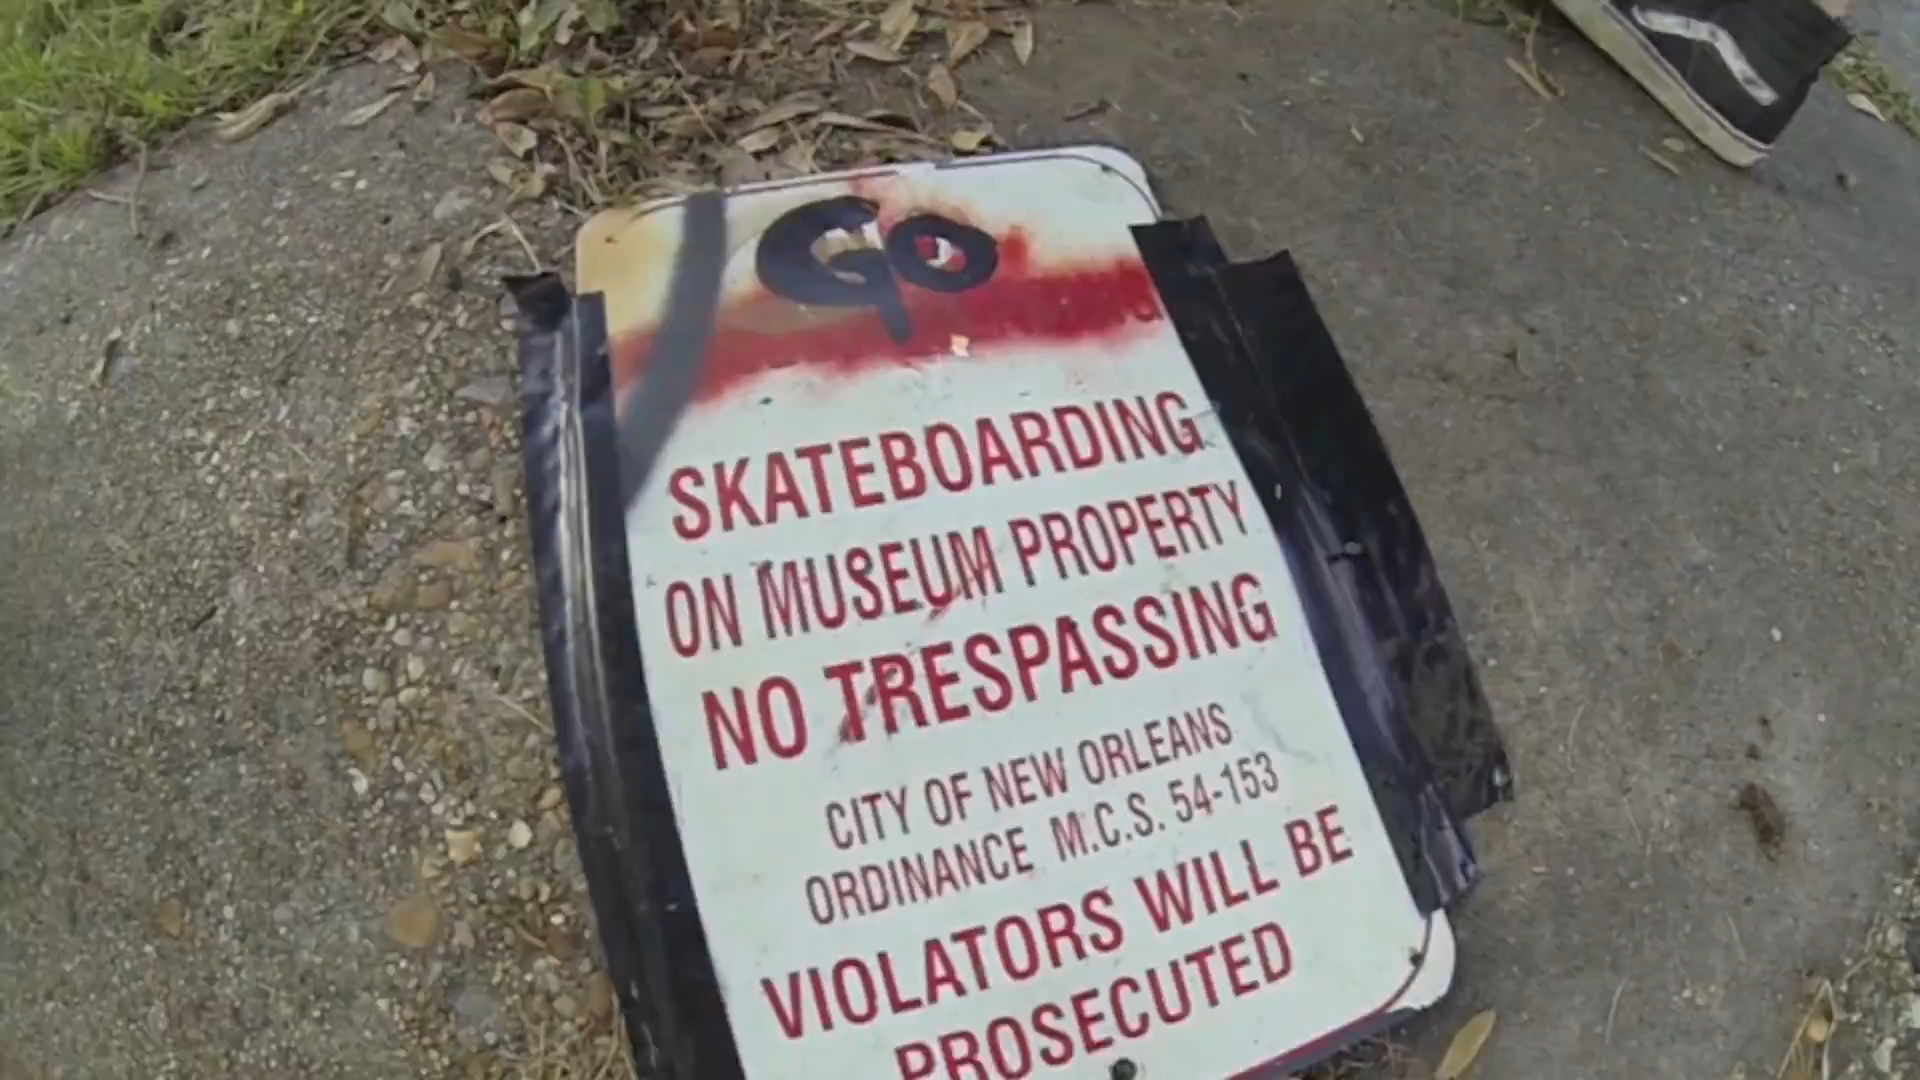 GO
SKATEBOARDING
ON MUSEUM PROPERTY
NO TRESPASSING
CITY OF NEW ORLEANS
ORDINANCE M.C.S. 54-153
VIOLATORS WILL BE
PROSECUTED